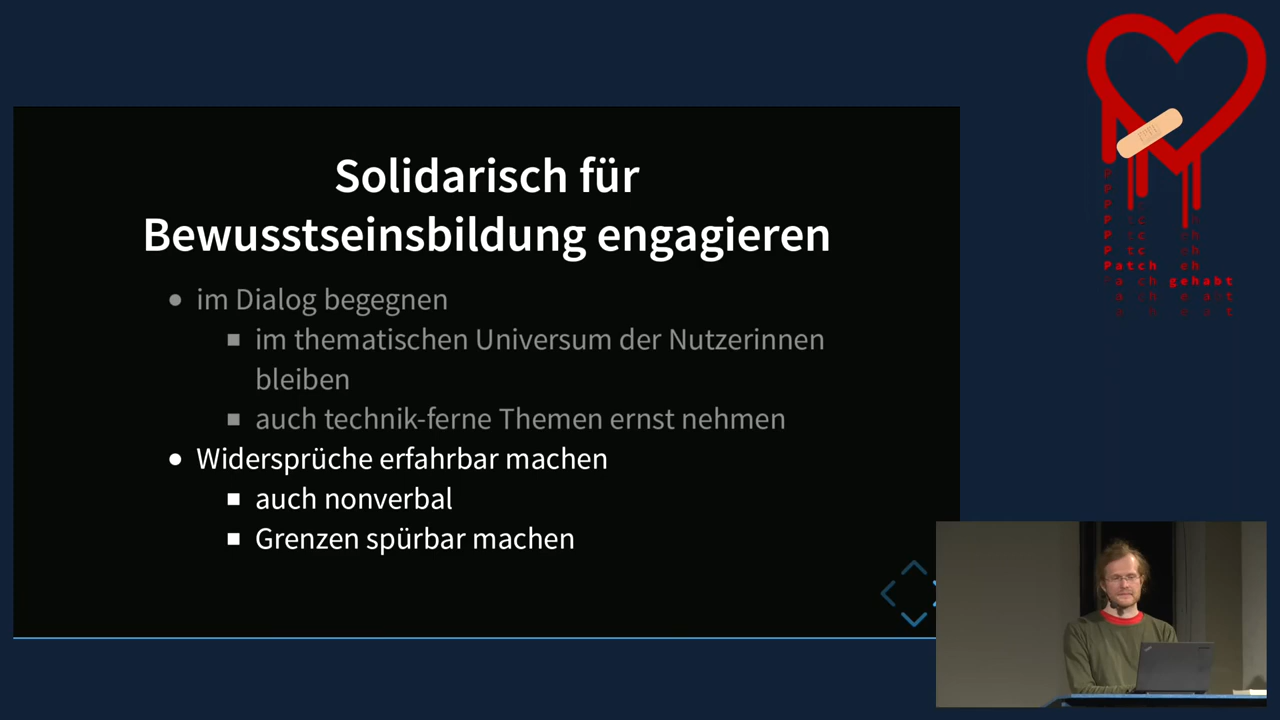 Solidarisch für
Bewusstseinsbildung engagieren
im Dialog begegnen
im thematischen Universum der Nutzerinnen
bleiben
auch technik-ferne Themen ernst nehmen
Widersprüche erfahrbar machen
auch nonverbal
Grenzen spürbar machen
Patch gehabt